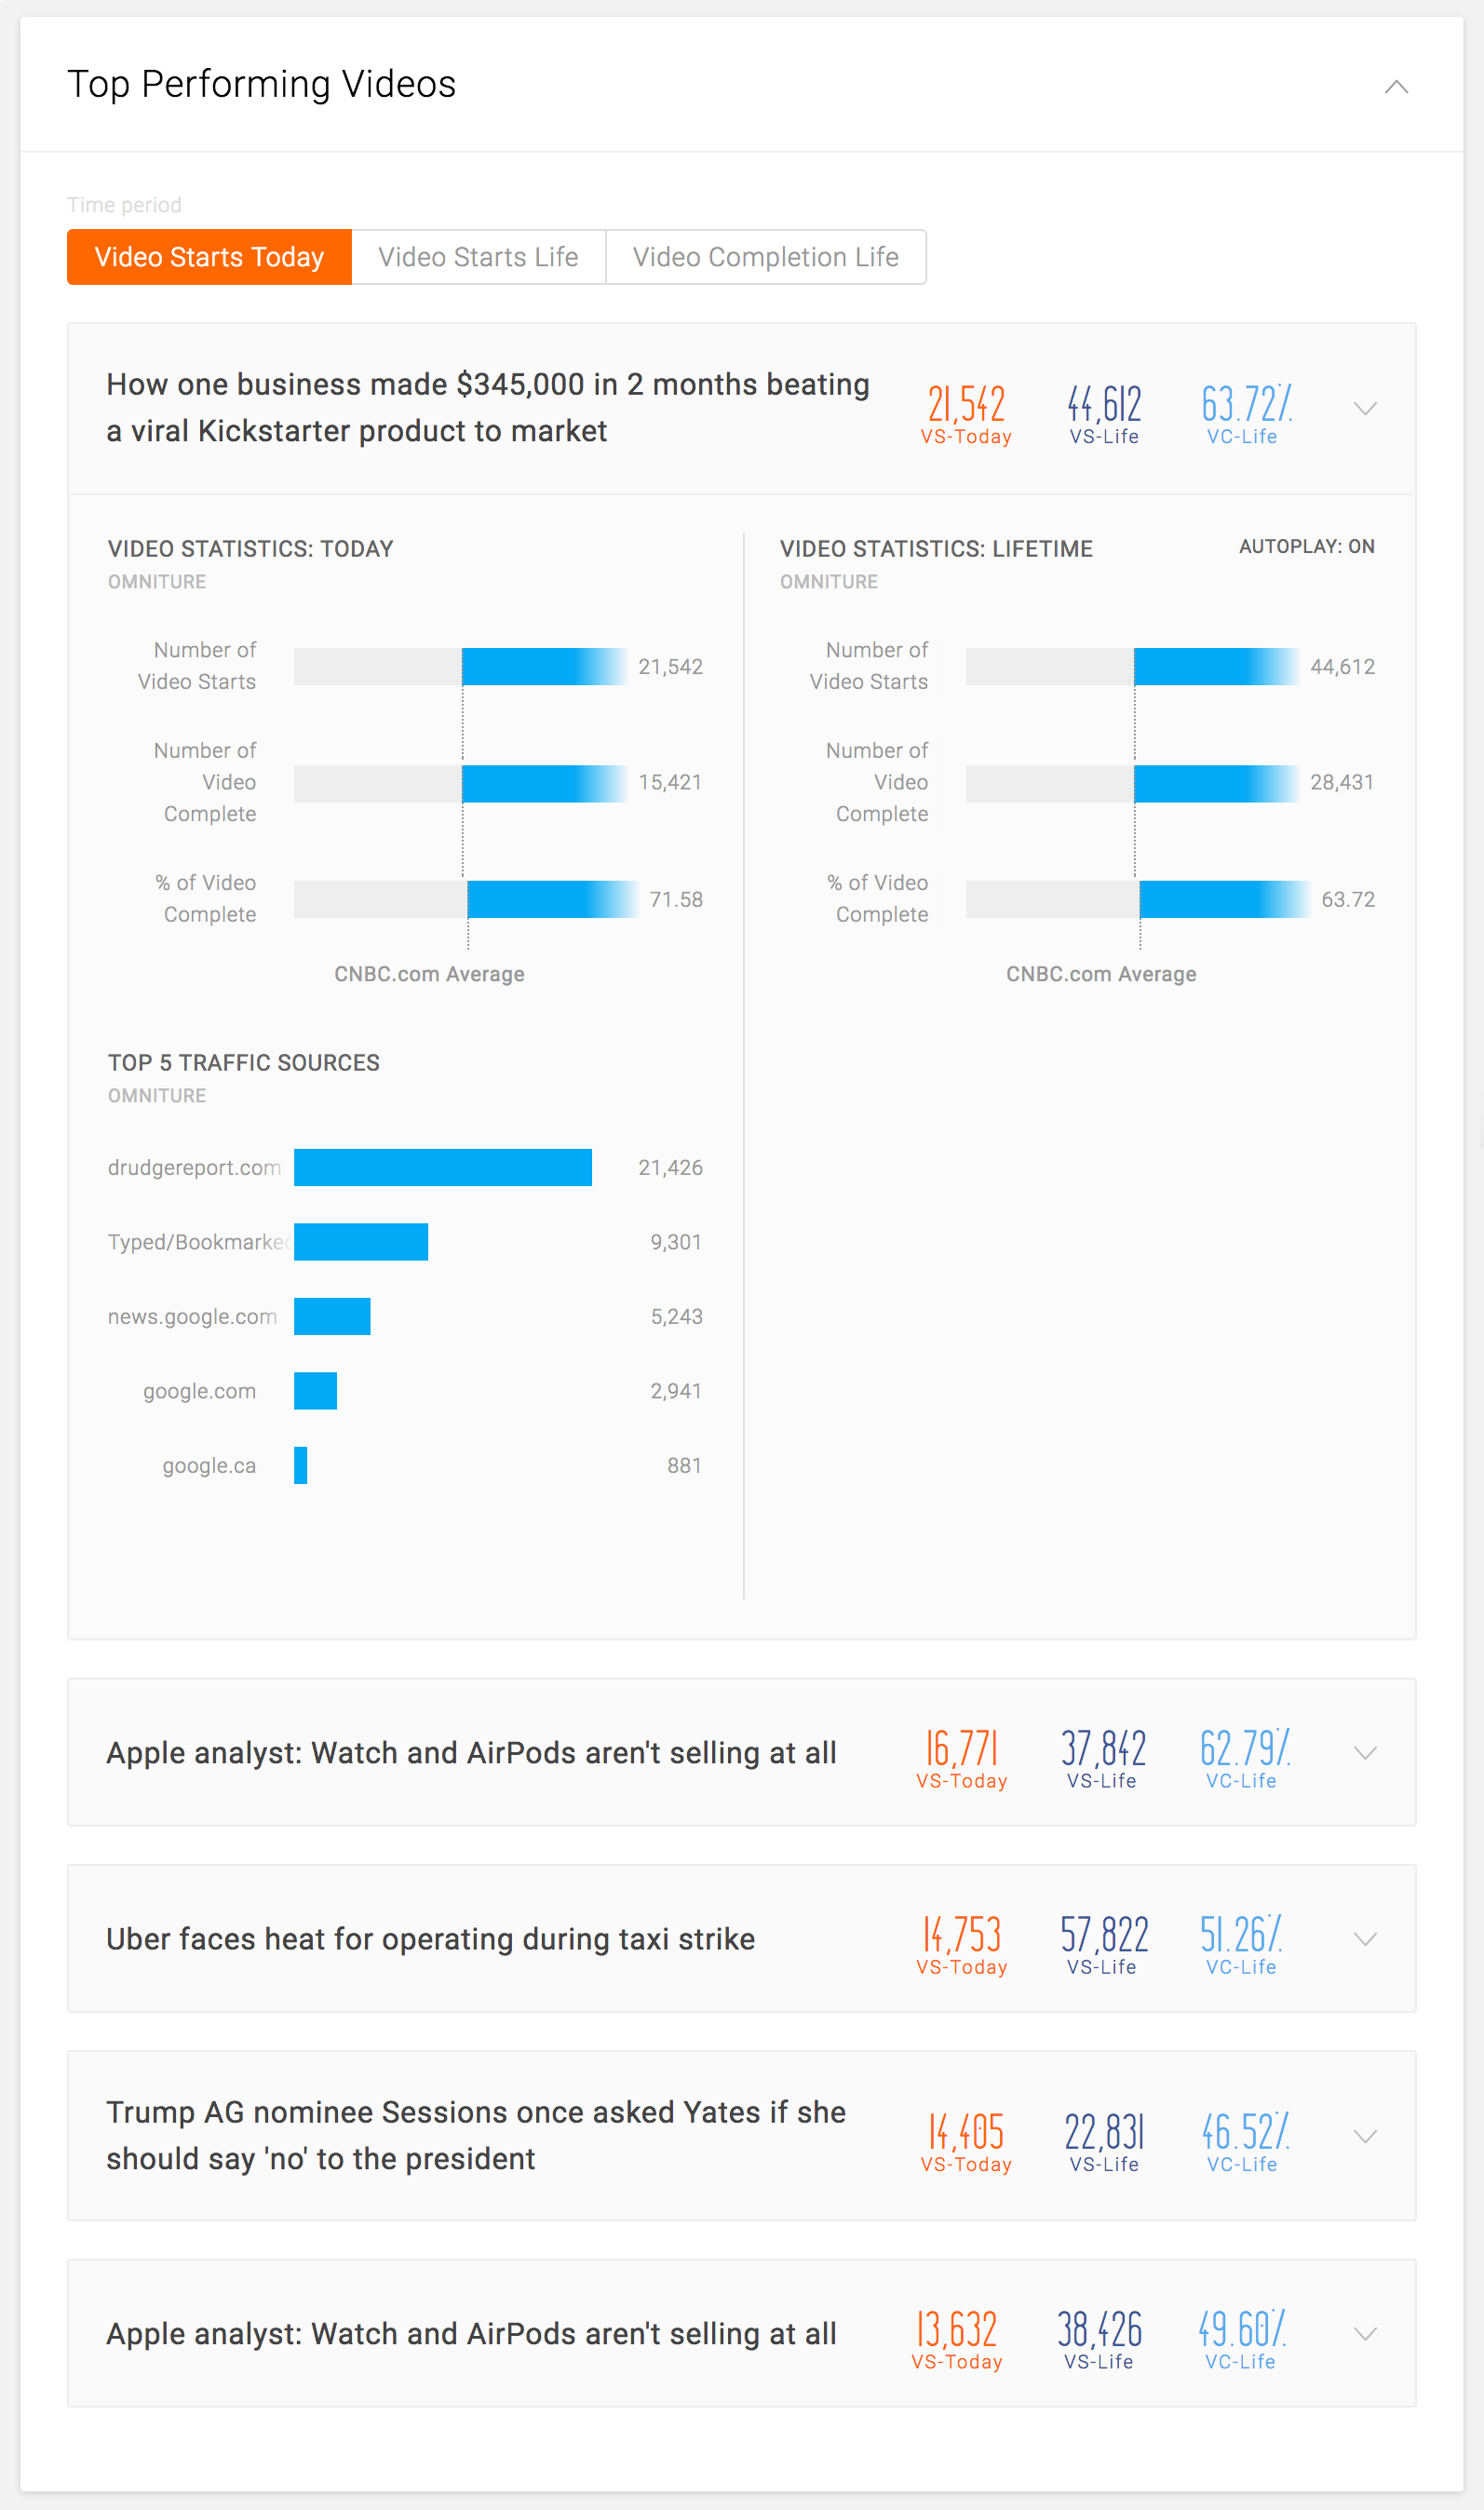 Top Performing Videos
Time period
Video Starts Today
Video Starts Life
Video Completion Life
How one business made $345,000 in 2 months beating
a viral Kickstarter product to market
21,542
VS-Today
44,612
VS-Life
63.72%
VC-Life
VIDEO STATISTICS: TODAY
OMNITURE
Number of
Video Starts
21,542
Number of
Video
Complete
15,421
% of Video
Complete
71.58
CNBC.com Average
VIDEO STATISTICS: LIFETIME
AUTOPLAY: ON
OMNITURE
Number of
Video Starts
44,612
Number of
Video
Complete
28,431
% of Video
Complete
63.72
CNBC.com Average
TOP 5 TRAFFIC SOURCES
OMNITURE
drudgereport.com
21,426
Typed/Bookmarked
9,301
news.google.com
5,243
google.com
2,941
google.ca
881
Apple analyst: Watch and AirPods aren't selling at all
16,771
VS-Today
37,842
VS-Life
62.79%
VC-Life
Uber faces heat for operating during taxi strike
14,753
VS-Today
57,822
VS-Life
51.26%
VC-Life
Trump AG nominee Sessions once asked Yates if she
should say 'no' to the president
14,405
VS-Today
22,831
VS-Life
46.52%
VC-Life
Apple analyst: Watch and AirPods aren't selling at all
13,632
VS-Today
38,426
VS-Life
49.60%
VC-Life